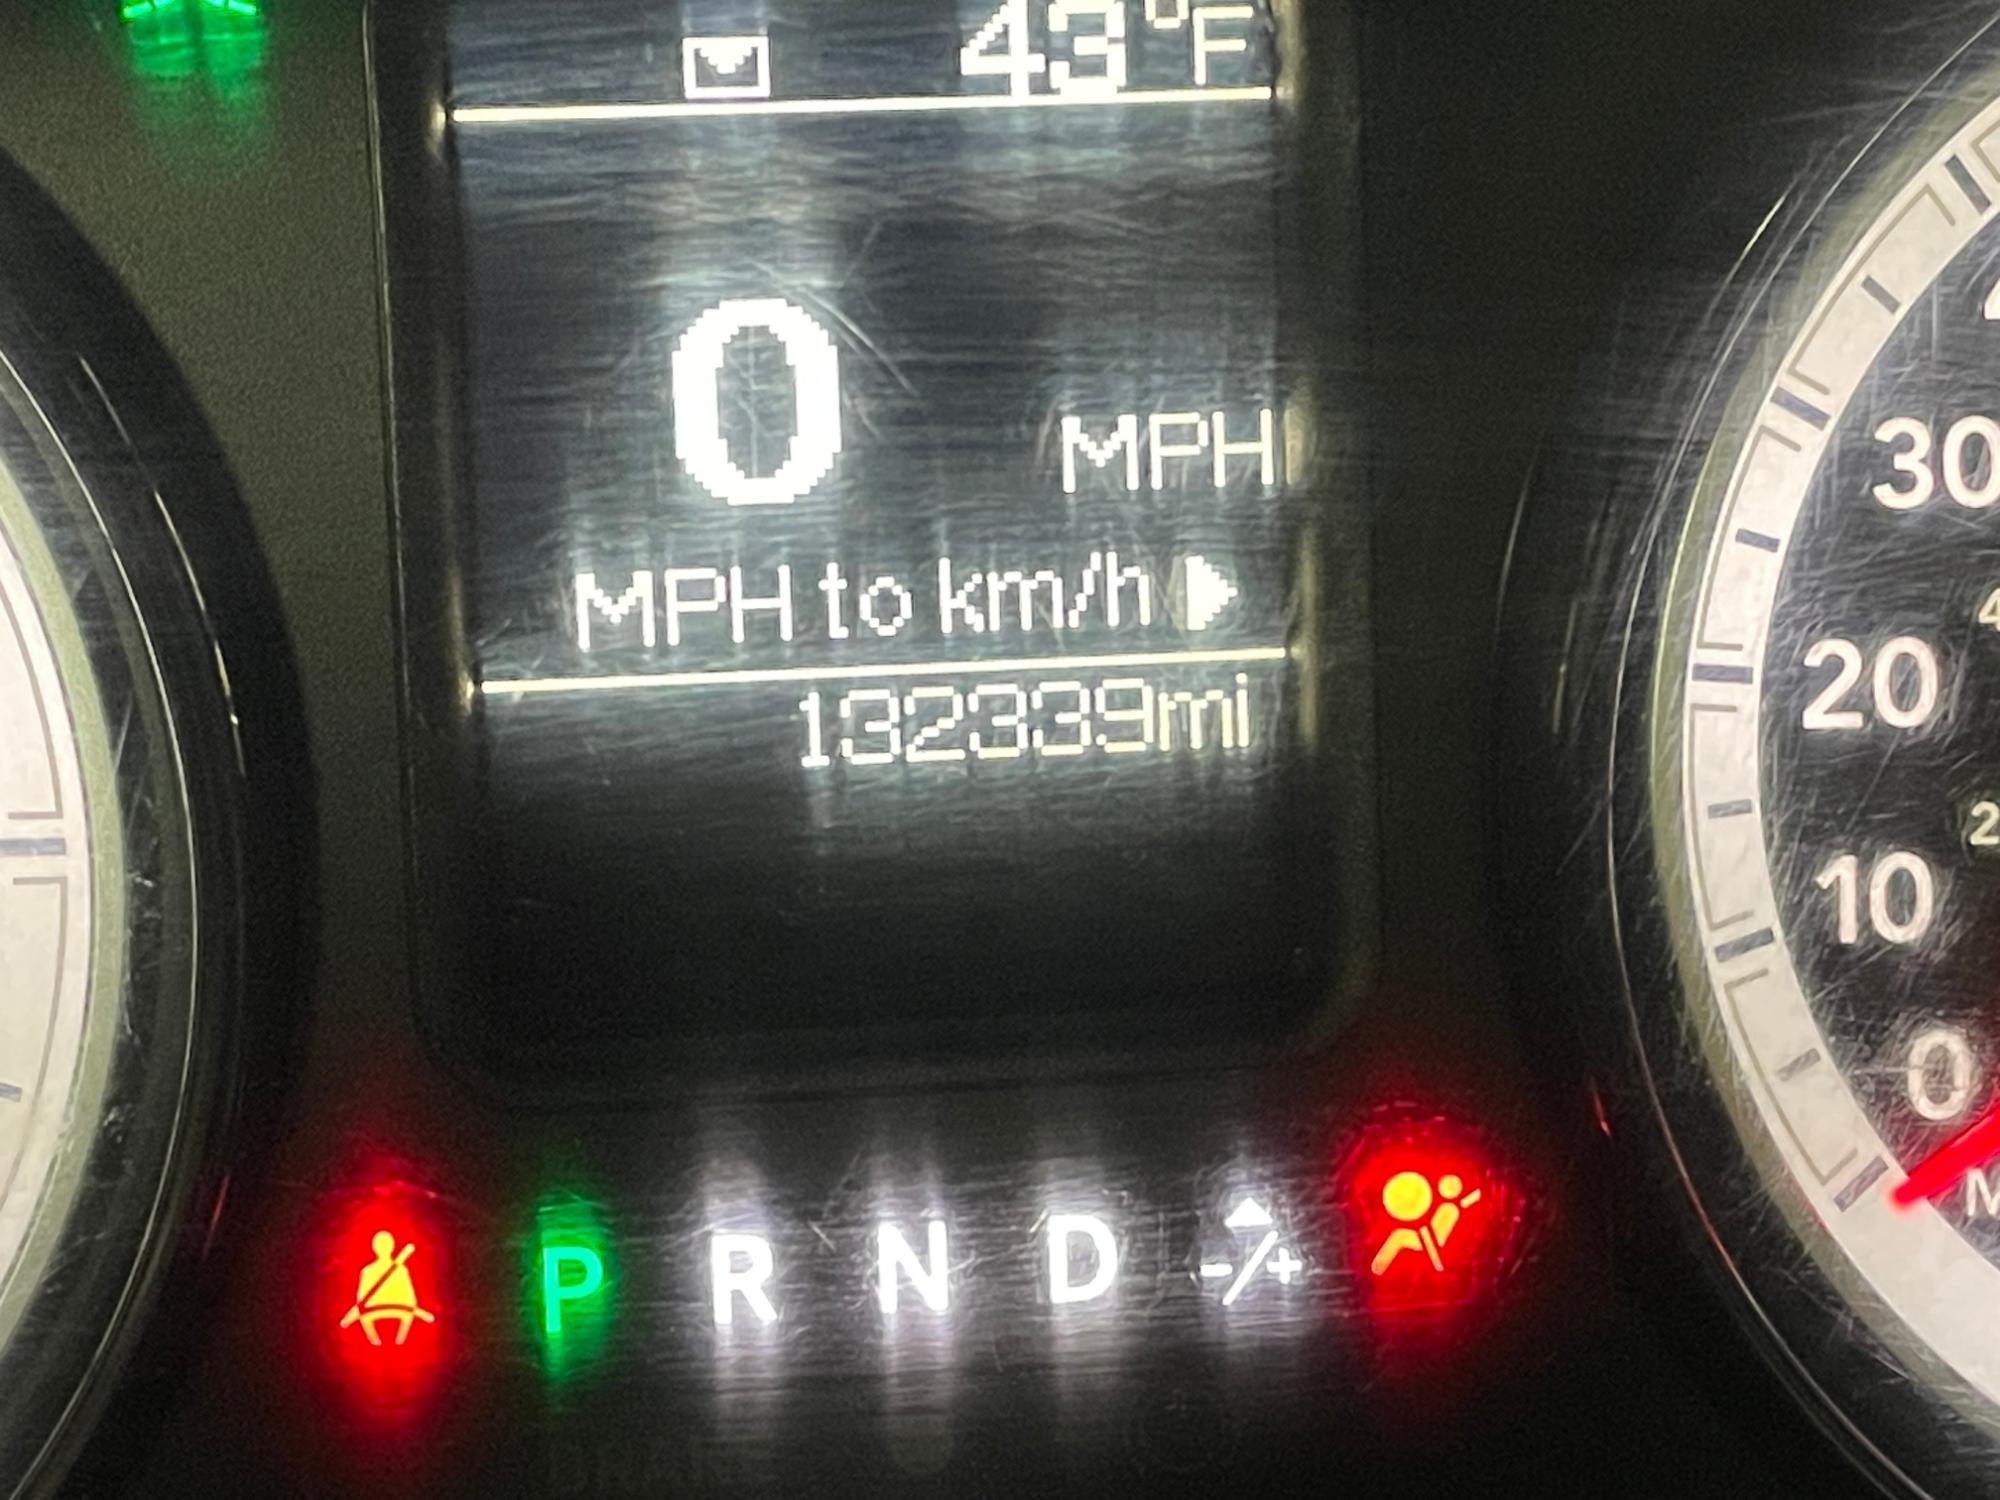 43°F
0
MPH
MPH to km/h
132339mi
30
20
10
0
P R N D -/+